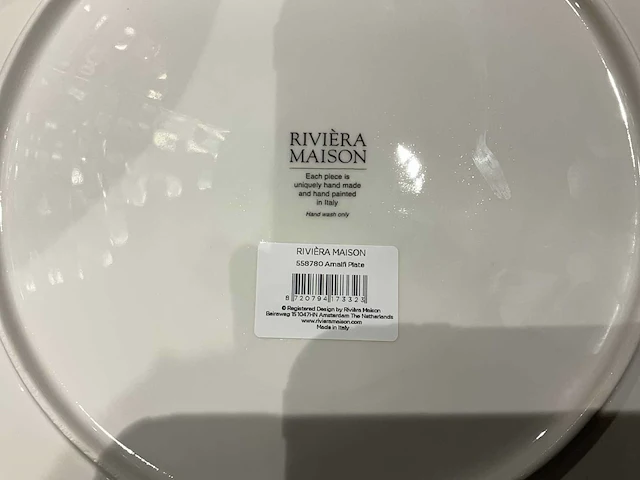 RIVIÈRA
MAISON
Each piece is
uniquely hand made
and hand painted
in Italy
Hand wash only
RIVIÈRA MAISON
558780 Amalfi Plate
8 720794 173323
© Registered Design by Rivièra Maison
1047HN Amsterdam The Netherlands
www.rivieramaison.com
Made in Italy